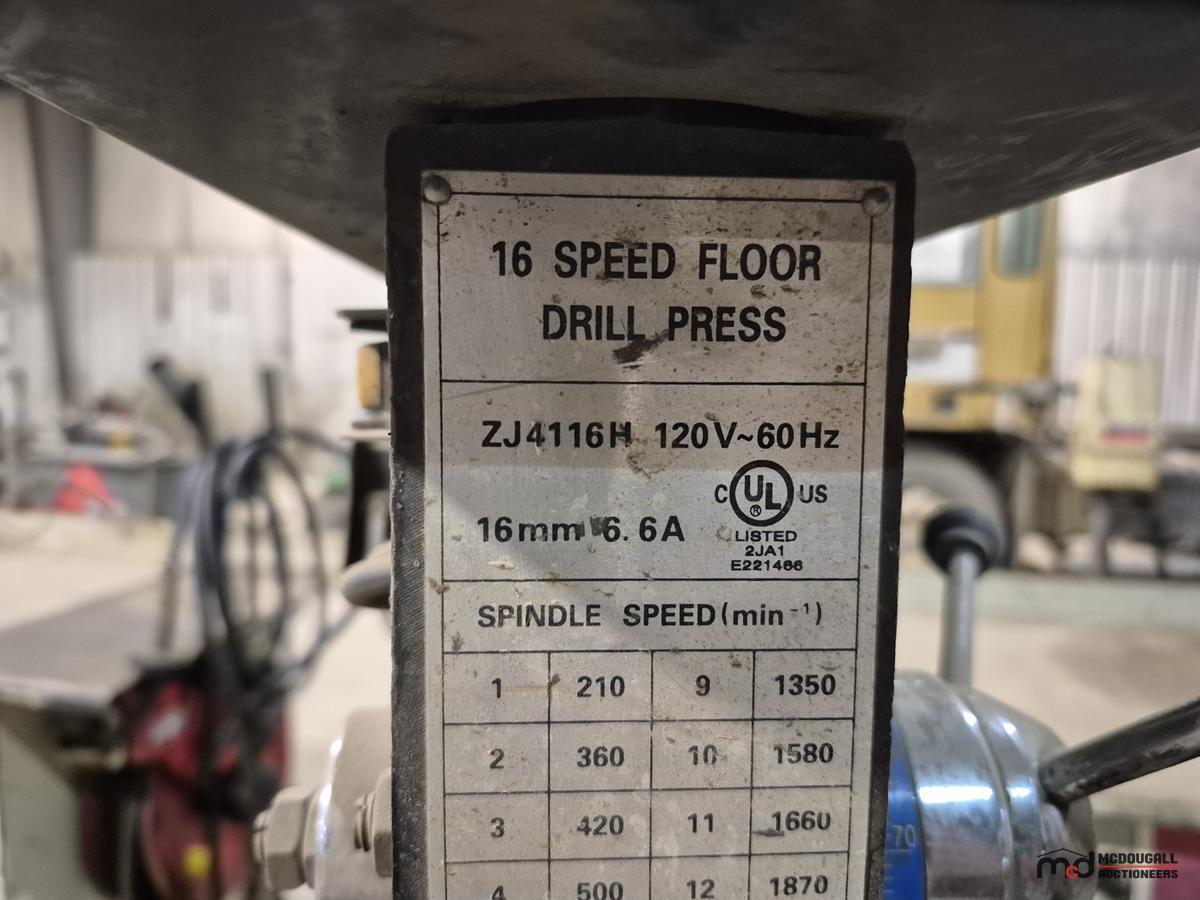 16 SPEED FLOOR
DRILL PRESS
ZJ4116H 120V~60Hz
16mm 6.6A
C UL US
®
LISTED
2JA1
E221466
SPINDLE SPEED(min⁻¹)
1 210 9 1350
2 360 10 1580
3 420 11 1660
4 500 12 1870
70
mcd MCDOUGALL
AUCTIONEERS